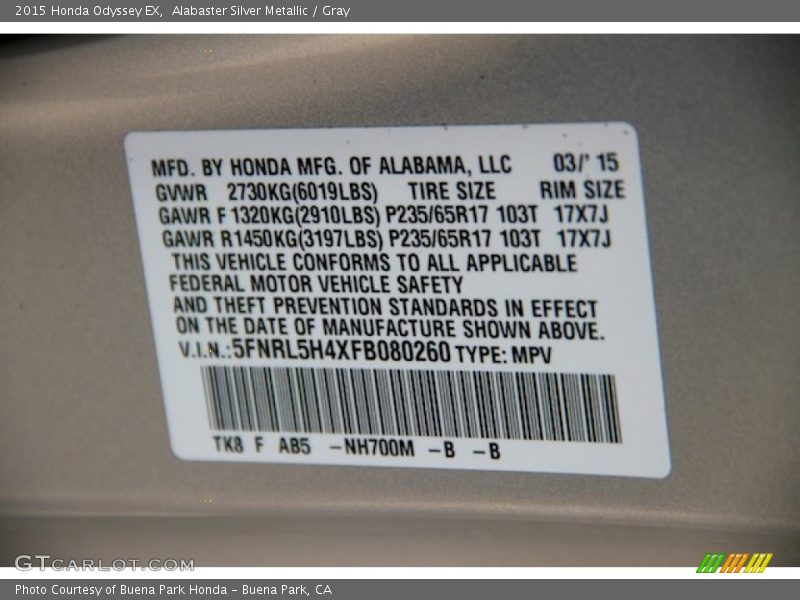 2015 Honda Odyssey EX, Alabaster Silver Metallic / Gray
MFD. BY HONDA MFG. OF ALABAMA, LLC 03/' 15
GVWR 2730KG(6019LBS) TIRE SIZE RIM SIZE
GAWR F 1320KG(2910LBS) P235/65R17 103T 17X7J
GAWR R1450KG(3197LBS) P235/65R17 103T 17X7J
THIS VEHICLE CONFORMS TO ALL APPLICABLE
FEDERAL MOTOR VEHICLE SAFETY
AND THEFT PREVENTION STANDARDS IN EFFECT
ON THE DATE OF MANUFACTURE SHOWN ABOVE.
V.I.N.:5FNRL5H4XFB080260 TYPE: MPV
TK8 F AB5 -NH700M -B -B
GTCARLOT.COM
Photo Courtesy of Buena Park Honda - Buena Park, CA